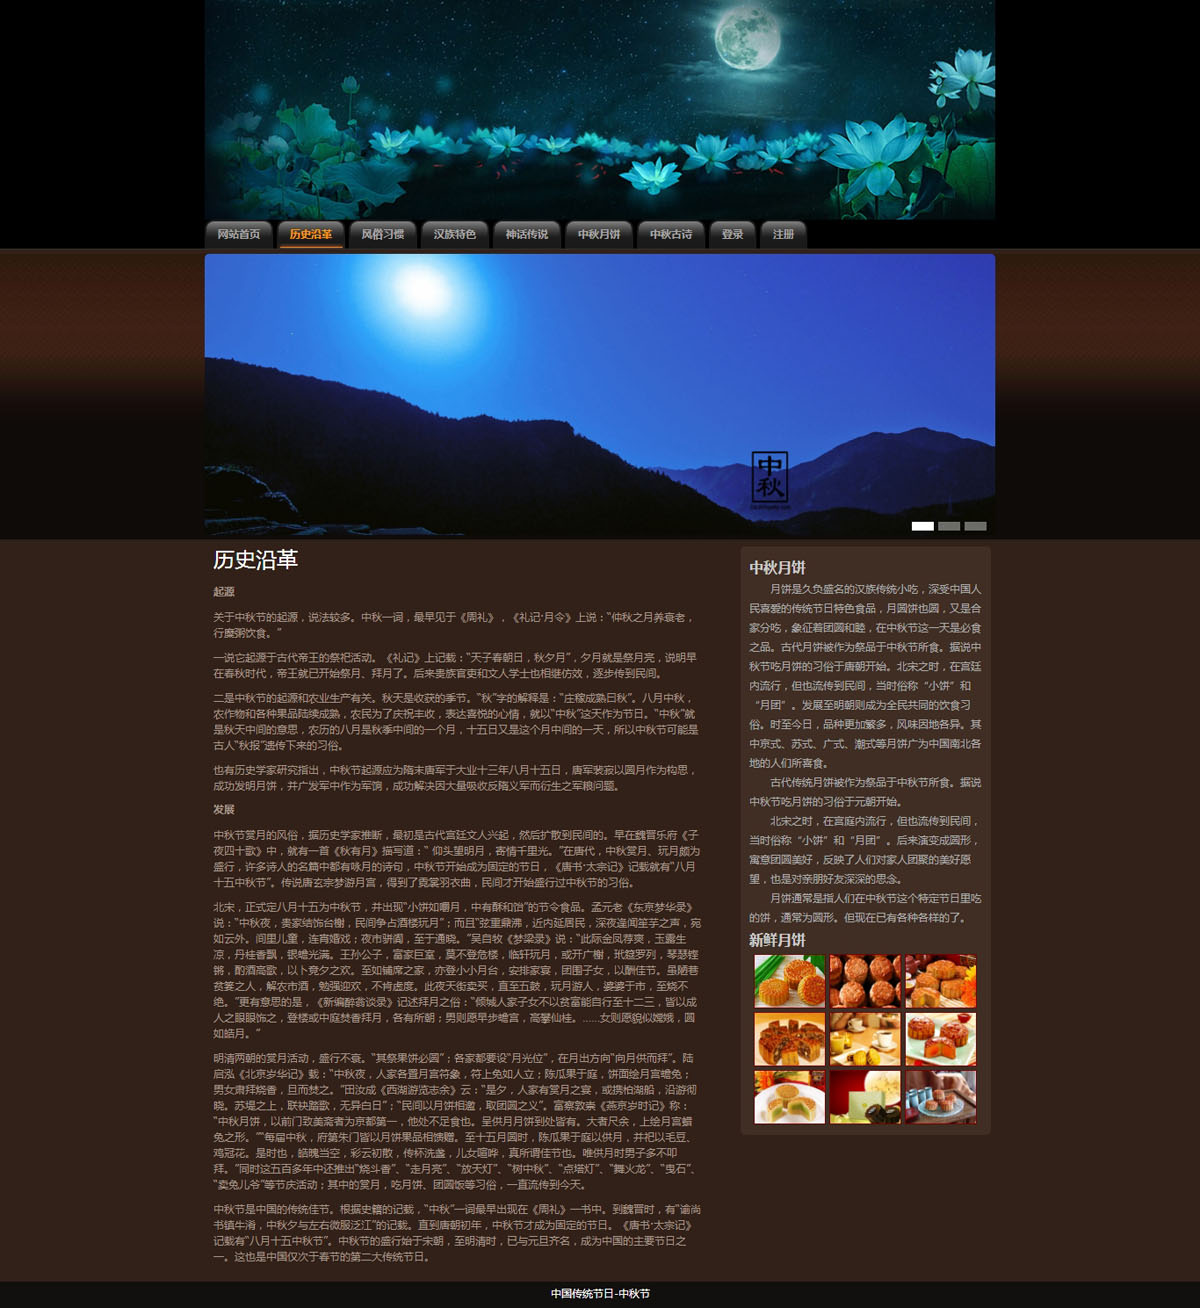 网站首页 历史沿革 风俗习惯 汉族特色 神话传说 中秋月饼 中秋古诗 登录 注册
中
秋
历史沿革
起源
关于中秋节的起源，说法较多。中秋一词，最早见于《周礼》，《礼记·月令》上说：“仲秋之月养衰老，
行糜粥饮食。”
一说它起源于古代帝王的祭祀活动。《礼记》上记载：“天子春朝日，秋夕月”，夕月就是祭月亮，说明早
在春秋时代，帝王就已开始祭月、拜月了。后来贵族官吏和文人学士也相继仿效，逐步传到民间。
二是中秋节的起源和农业生产有关。秋天是收获的季节。“秋”字的解释是：“庄稼成熟曰秋”。八月中秋，
农作物和各种果品陆续成熟，农民为了庆祝丰收，表达喜悦的心情，就以“中秋”这天作为节日。“中秋”就
是秋天中间的意思，农历的八月是秋季中间的一个月，十五日又是这个月中间的一天，所以中秋节可能是
古人“秋报”遗传下来的习俗。
也有历史学家研究指出，中秋节起源应为隋末唐军于大业十三年八月十五日，唐军裴寂以圆月作为构思，
成功发明月饼，并广发军中作为军饷，成功解决因大量吸收反隋义军而衍生之军粮问题。
发展
中秋节赏月的风俗，据历史学家推断，最初是古代宫廷文人兴起，然后扩散到民间的。早在魏晋乐府《子
夜四十歌》中，就有一首《秋有月》描写道：“ 仰头望明月，寄情千里光。”在唐代，中秋赏月、玩月颇为
盛行，许多诗人的名篇中都有咏月的诗句，中秋节开始成为固定的节日，《唐书·太宗记》记载就有“八月
十五中秋节”。传说唐玄宗梦游月宫，得到了霓裳羽衣曲，民间才开始盛行过中秋节的习俗。
北宋，正式定八月十五为中秋节，并出现“小饼如嚼月，中有酥和饴”的节令食品。孟元老《东京梦华录》
说：“中秋夜，贵家结饰台榭，民间争占酒楼玩月”；而且“弦重鼎沸，近内延居民，深夜逢闻笙竽之声，宛
如云外。间里儿童，连宵婚戏；夜市骈阗，至于通晓。”吴自牧《梦梁录》说：“此际金凤荐爽，玉露生
凉，丹桂香飘，银蟾光满。王孙公子，富家巨室，莫不登危楼，临轩玩月，或开广榭，玳筵罗列，琴瑟铿
锵，酌酒高歌，以卜竟夕之欢。至如铺席之家，亦登小小月台，安排家宴，团圆子女，以酬佳节。虽陋巷
贫篓之人，解农市酒，勉强迎欢，不肯虚度。此夜天街卖买，直至五鼓，玩月游人，婆婆于市，至烧不
绝。”更有意思的是，《新编醉翁谈录》记述拜月之俗：“倾城人家子女不以贫富能自行至十二三，皆以成
人之眼眼饰之，登楼或中庭焚香拜月，各有所朝；男则愿早步蟾宫，高攀仙桂。……女则愿貌似嫦娥，圆
如皓月。”
明清两朝的赏月活动，盛行不衰。“其祭果饼必圆”；各家都要设“月光位”，在月出方向“向月供而拜”。陆
启泓《北京岁华记》载：“中秋夜，人家各置月宫符象，符上免如人立；陈瓜果于庭，饼面绘月宫蟾免；
男女肃拜烧香，旦而焚之。”田汝成《西湖游览志余》云：“是夕，人家有赏月之宴，或携柏湖船，沿游彻
晓。苏堤之上，联袂踏歌，无异白日”；“民间以月饼相邀，取团圆之义”。富察敦崇《燕京岁时记》称：
“中秋月饼，以前门致美斋者为京都第一，他处不足食也。呈供月月饼到处皆有。大者尺余，上绘月宫蜡
免之形。”“每届中秋，府第朱门皆以月饼果品相馈赠。至十五月圆时，陈瓜果于庭以供月，并祀以毛豆、
鸡冠花。是时也，皓魄当空，彩云初散，传杯洗盏，儿女喧哗，真所谓佳节也。唯供月时男子多不叩
拜。”同时这五百多年中还推出“烧斗香”、“走月亮”、“放天灯”、“树中秋”、“点塔灯”、“舞火龙”、“曳石”、
“卖兔儿爷”等节庆活动；其中的赏月，吃月饼、团圆饭等习俗，一直流传到今天。
中秋节是中国的传统佳节。根据史籍的记载，“中秋”一词最早出现在《周礼》一书中。到魏晋时，有“谕尚
书镇牛淆，中秋夕与左右微服泛江”的记载。直到唐朝初年，中秋节才成为固定的节日。《唐书·太宗记》
记载有“八月十五中秋节”。中秋节的盛行始于宋朝，至明清时，已与元旦齐名，成为中国的主要节日之
一。这也是中国仅次于春节的第二大传统节日。
中秋月饼
月饼是久负盛名的汉族传统小吃，深受中国人
民喜爱的传统节日特色食品，月圆饼也圆，又是合
家分吃，象征着团圆和睦，在中秋节这一天是必食
之品。古代月饼被作为祭品于中秋节所食。据说中
秋节吃月饼的习俗于唐朝开始。北宋之时，在宫廷
内流行，但也流传到民间，当时俗称“小饼”和
“月团”。发展至明朝则成为全民共同的饮食习
俗。时至今日，品种更加繁多，风味因地各异。其
中京式、苏式、广式、潮式等月饼广为中国南北各
地的人们所喜食。
古代传统月饼被作为祭品于中秋节所食。据说
中秋节吃月饼的习俗于元朝开始。
北宋之时，在宫庭内流行，但也流传到民间，
当时俗称“小饼”和“月团”。后来演变成圆形，
寓意团圆美好，反映了人们对家人团聚的美好愿
望，也是对亲朋好友深深的思念。
月饼通常是指人们在中秋节这个特定节日里吃
的饼，通常为圆形。但现在已有各种各样的了。
新鲜月饼
中国传统节日-中秋节